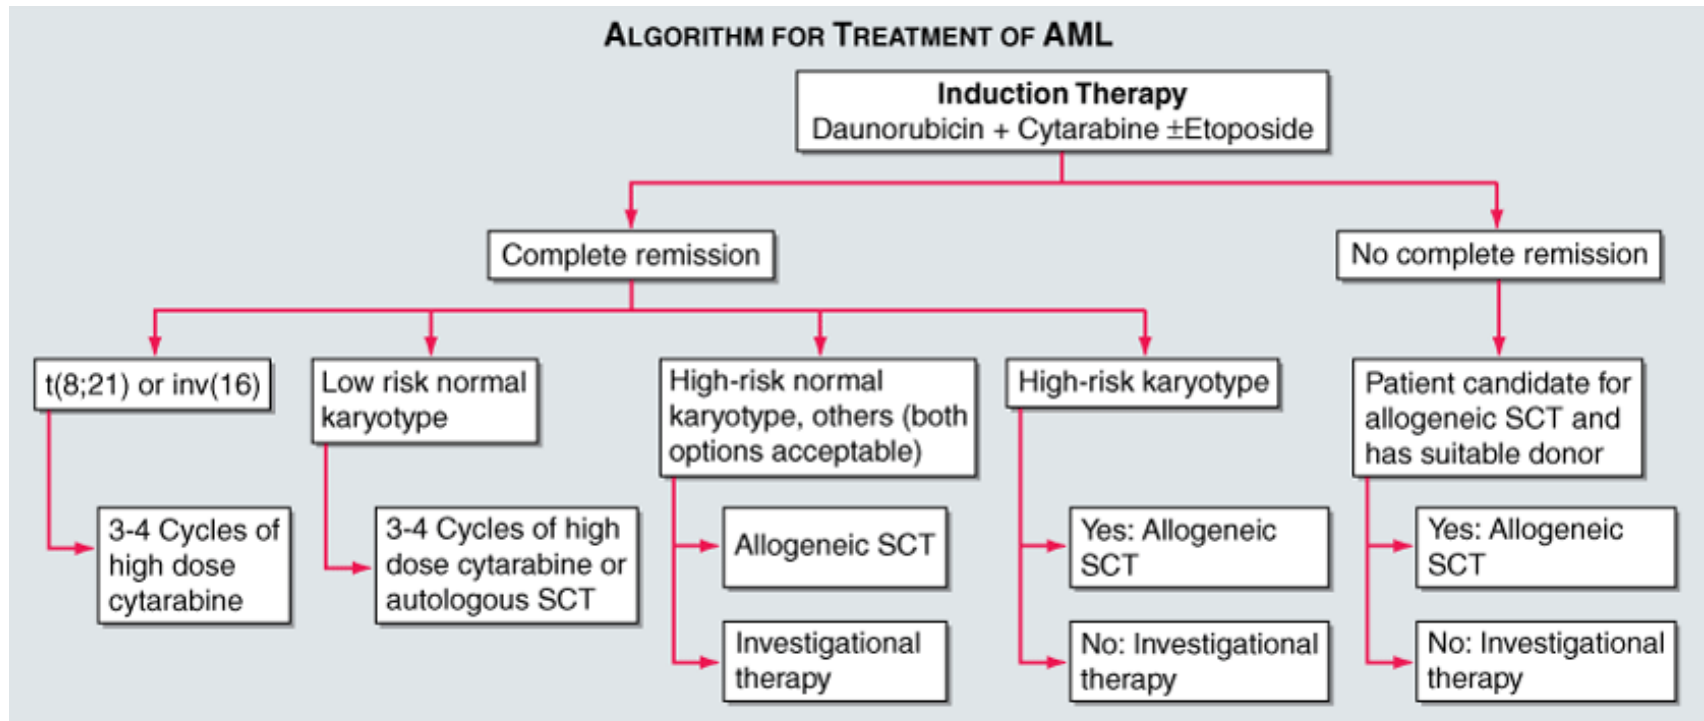 ALGORITHM FOR TREATMENT OF AML
Induction Therapy
Daunorubicin + Cytarabine ±Etoposide
Complete remission
No complete remission
t(8;21) or inv(16)
Low risk normal
karyotype
High-risk normal
karyotype, others (both
options acceptable)
High-risk karyotype
Patient candidate for
allogeneic SCT and
has suitable donor
3-4 Cycles of
high dose
cytarabine
3-4 Cycles of high
dose cytarabine or
autologous SCT
Allogeneic SCT
Yes: Allogeneic
SCT
Yes: Allogeneic
SCT
Investigational
therapy
No: Investigational
therapy
No: Investigational
therapy